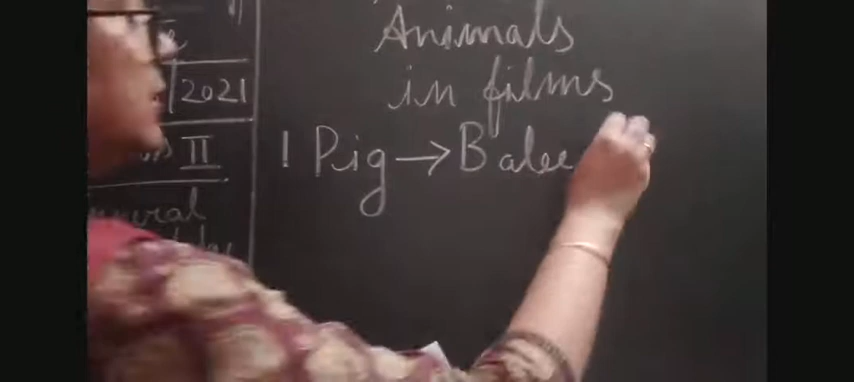 Animals
in films
1 Pig → Babe
/2021
II